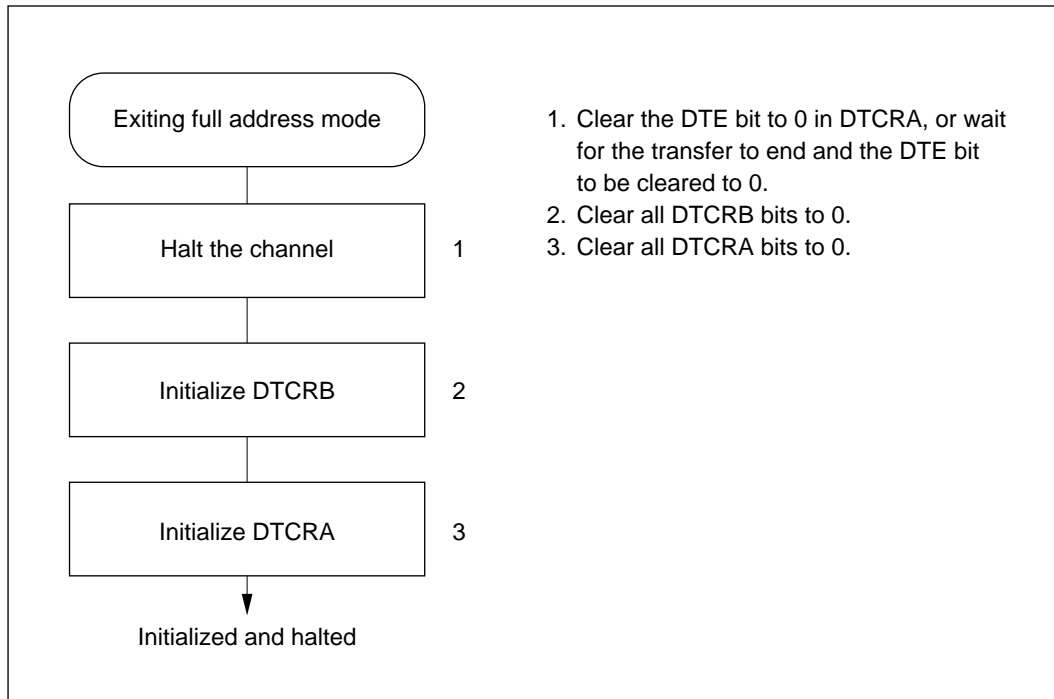 Exiting full address mode
Halt the channel
1
Initialize DTCRB
2
Initialize DTCRA
3
Initialized and halted
1. Clear the DTE bit to 0 in DTCRA, or wait
for the transfer to end and the DTE bit
to be cleared to 0.
2. Clear all DTCRB bits to 0.
3. Clear all DTCRA bits to 0.